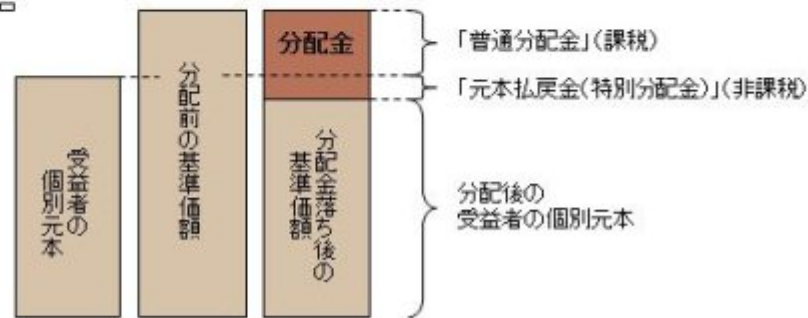 受益者の
個別元本
分配前の基準価額
分配金
分配金落ち後の
基準価額
「普通分配金」(課税)
「元本払戻金(特別分配金)」(非課税)
分配後の
受益者の個別元本